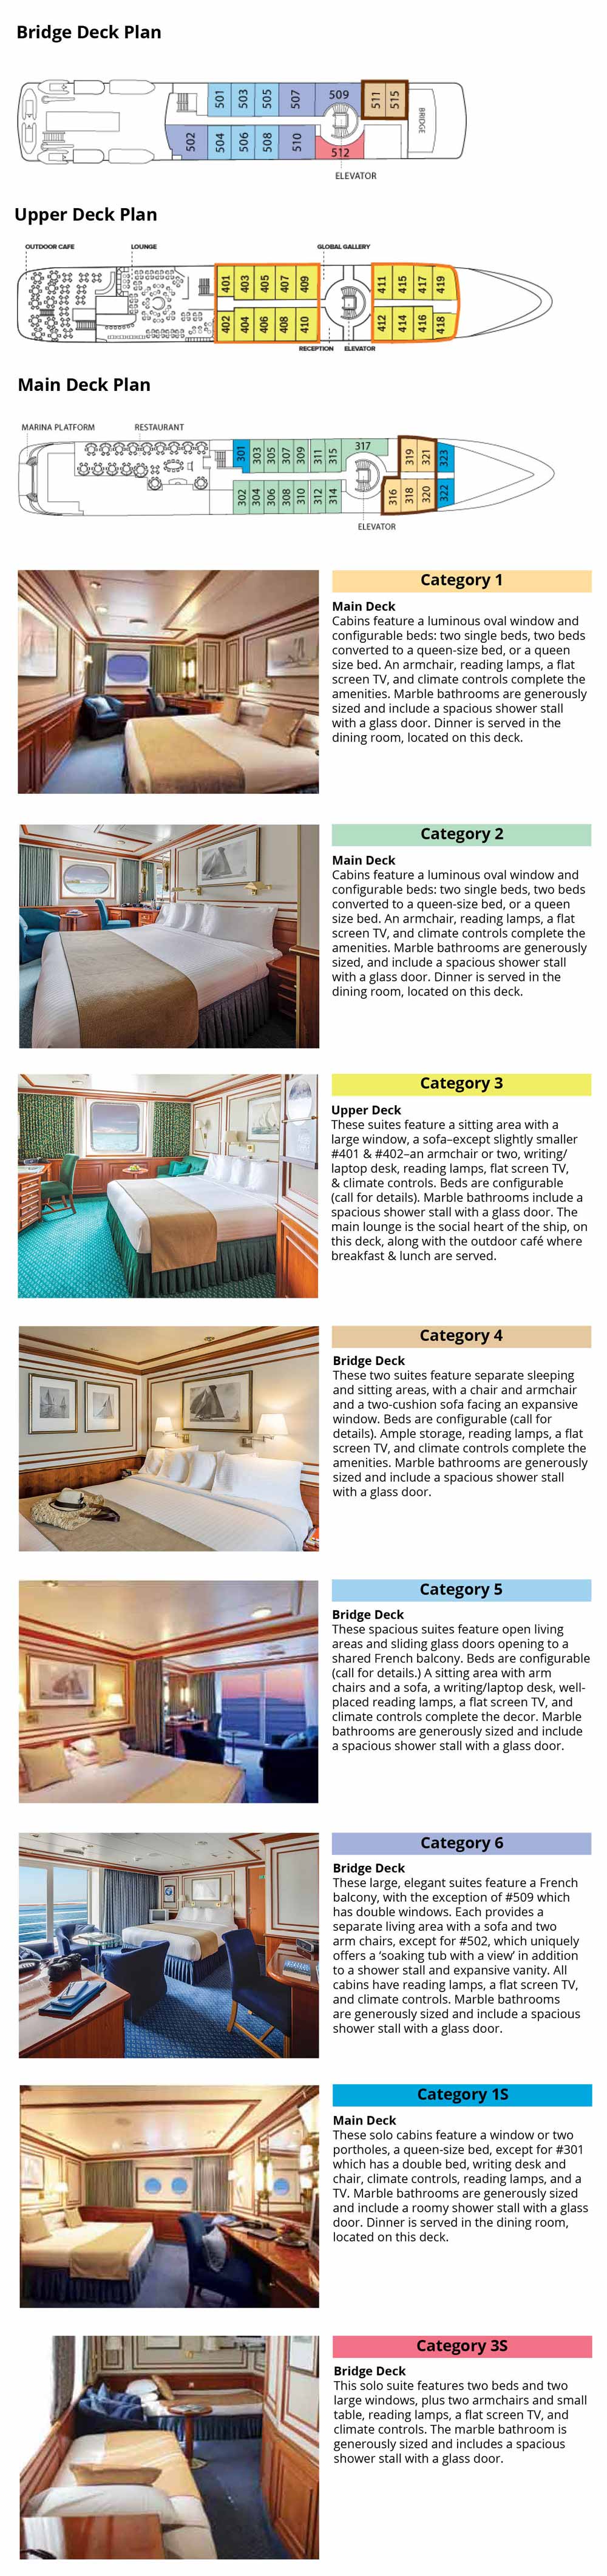 Bridge Deck Plan
501
503
505
507
509
511
515
502
504
506
508
510
512
BRIDGE
ELEVATOR
Upper Deck Plan
OUTDOOR CAFE
LOUNGE
GLOBAL GALLERY
401
403
405
407
409
411
415
417
419
402
404
406
408
410
412
414
416
418
RECEPTION
ELEVATOR
Main Deck Plan
MARINA PLATFORM
RESTAURANT
301
303
305
307
309
311
315
317
319
321
323
302
304
306
308
310
312
314
316
318
320
322
ELEVATOR
Category 1
Main Deck
Cabins feature a luminous oval window and
configurable beds: two single beds, two beds
converted to a queen-size bed, or a queen
size bed. An armchair, reading lamps, a flat
screen TV, and climate controls complete the
amenities. Marble bathrooms are generously
sized and include a spacious shower stall
with a glass door. Dinner is served in the
dining room, located on this deck.
Category 2
Main Deck
Cabins feature a luminous oval window and
configurable beds: two single beds, two beds
converted to a queen-size bed, or a queen
size bed. An armchair, reading lamps, a flat
screen TV, and climate controls complete the
amenities. Marble bathrooms are generously
sized, and include a spacious shower stall
with a glass door. Dinner is served in the
dining room, located on this deck.
Category 3
Upper Deck
These suites feature a sitting area with a
large window, a sofa–except slightly smaller
#401 & #402–an armchair or two, writing/
laptop desk, reading lamps, flat screen TV,
& climate controls. Beds are configurable
(call for details). Marble bathrooms include a
spacious shower stall with a glass door. The
main lounge is the social heart of the ship, on
this deck, along with the outdoor café where
breakfast & lunch are served.
Category 4
Bridge Deck
These two suites feature separate sleeping
and sitting areas, with a chair and armchair
and a two-cushion sofa facing an expansive
window. Beds are configurable (call for
details). Ample storage, reading lamps, a flat
screen TV, and climate controls complete the
amenities. Marble bathrooms are generously
sized and include a spacious shower stall
with a glass door.
Category 5
Bridge Deck
These spacious suites feature open living
areas and sliding glass doors opening to a
shared French balcony. Beds are configurable
(call for details.) A sitting area with arm
chairs and a sofa, a writing/laptop desk, well-
placed reading lamps, a flat screen TV, and
climate controls complete the decor. Marble
bathrooms are generously sized and include
a spacious shower stall with a glass door.
Category 6
Bridge Deck
These large, elegant suites feature a French
balcony, with the exception of #509 which
has double windows. Each provides a
separate living area with a sofa and two
arm chairs, except for #502, which uniquely
offers a ‘soaking tub with a view’ in addition
to a shower stall and expansive vanity. All
cabins have reading lamps, a flat screen TV,
and climate controls. Marble bathrooms
are generously sized and include a spacious
shower stall with a glass door.
Category 1S
Main Deck
These solo cabins feature a window or two
portholes, a queen-size bed, except for #301
which has a double bed, writing desk and
chair, climate controls, reading lamps, and a
TV. Marble bathrooms are generously sized
and include a roomy shower stall with a glass
door. Dinner is served in the dining room,
located on this deck.
Category 3S
Bridge Deck
This solo suite features two beds and two
large windows, plus two armchairs and small
table, reading lamps, a flat screen TV, and
climate controls. The marble bathroom is
generously sized and includes a spacious
shower stall with a glass door.